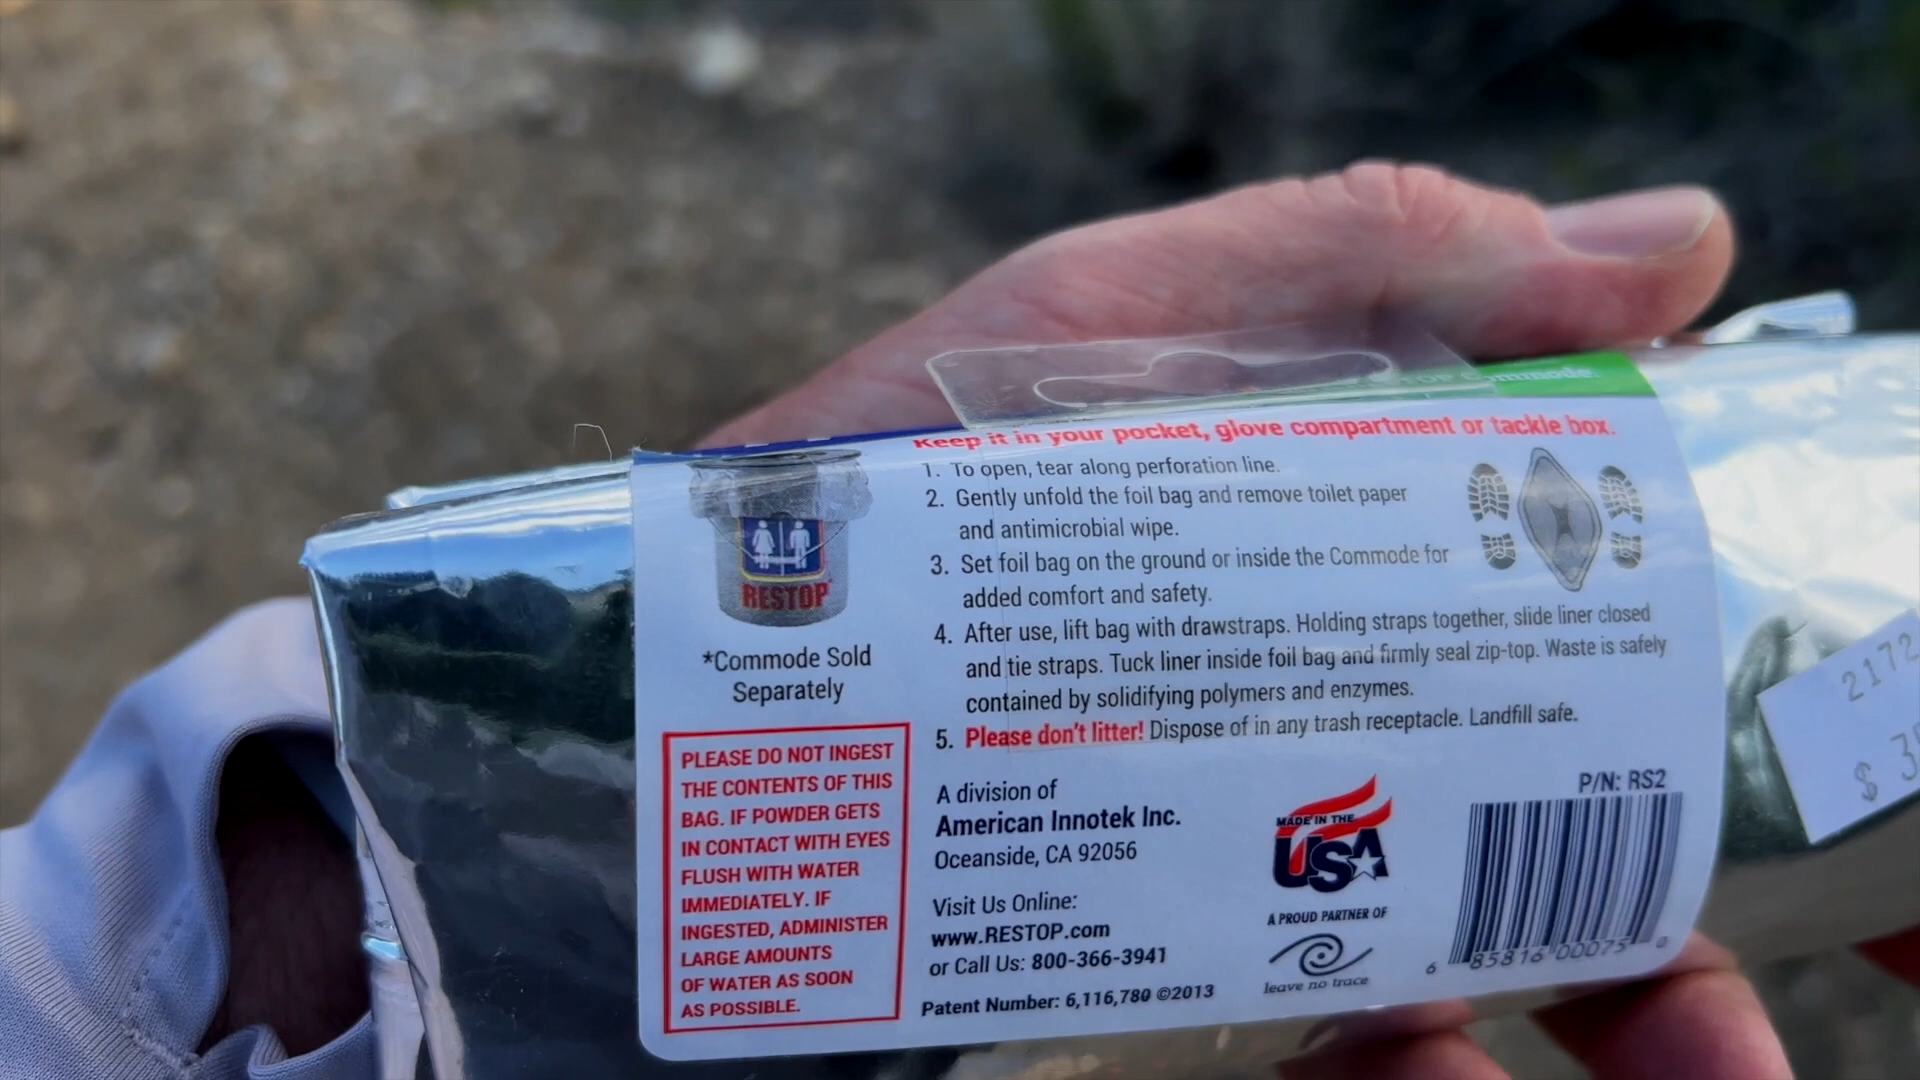 Commode.
Keep it in your pocket, glove compartment or tackle box.
1. To open, tear along perforation line.
2. Gently unfold the foil bag and remove toilet paper
and antimicrobial wipe.
3. Set foil bag on the ground or inside the Commode for
added comfort and safety.
4. After use, lift bag with drawstraps. Holding straps together, slide liner closed
and tie straps. Tuck liner inside foil bag and firmly seal zip-top. Waste is safely
contained by solidifying polymers and enzymes.
5. Please don't litter! Dispose of in any trash receptacle. Landfill safe.
RESTOP
*Commode Sold
Separately
PLEASE DO NOT INGEST
THE CONTENTS OF THIS
BAG. IF POWDER GETS
IN CONTACT WITH EYES
FLUSH WITH WATER
IMMEDIATELY. IF
INGESTED, ADMINISTER
LARGE AMOUNTS
OF WATER AS SOON
AS POSSIBLE.
A division of
American Innotek Inc.
Oceanside, CA 92056
Visit Us Online:
www.RESTOP.com
or Call Us: 800-366-3941
Patent Number: 6,116,780 ©2013
MADE IN THE
USA
A PROUD PARTNER OF
leave no trace
P/N: RS2
6 85816 00075 0
2172
$ 3